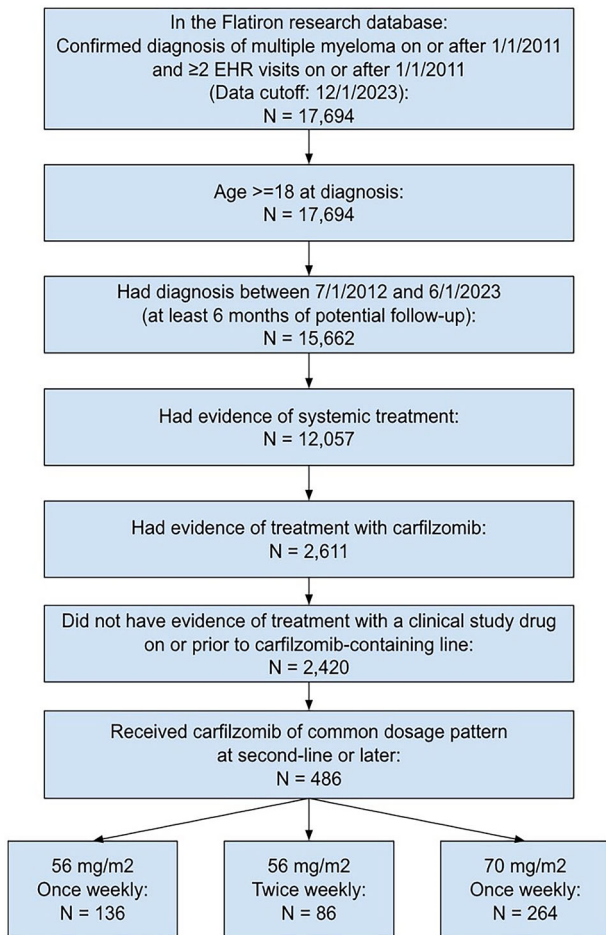 In the Flatiron research database:
Confirmed diagnosis of multiple myeloma on or after 1/1/2011
and ≥2 EHR visits on or after 1/1/2011
(Data cutoff: 12/1/2023):
N = 17,694
Age >=18 at diagnosis:
N = 17,694
Had diagnosis between 7/1/2012 and 6/1/2023
(at least 6 months of potential follow-up):
N = 15,662
Had evidence of systemic treatment:
N = 12,057
Had evidence of treatment with carfilzomib:
N = 2,611
Did not have evidence of treatment with a clinical study drug
on or prior to carfilzomib-containing line:
N = 2,420
Received carfilzomib of common dosage pattern
at second-line or later:
N = 486
56 mg/m2
Once weekly:
N = 136
56 mg/m2
Twice weekly:
N = 86
70 mg/m2
Once weekly:
N = 264